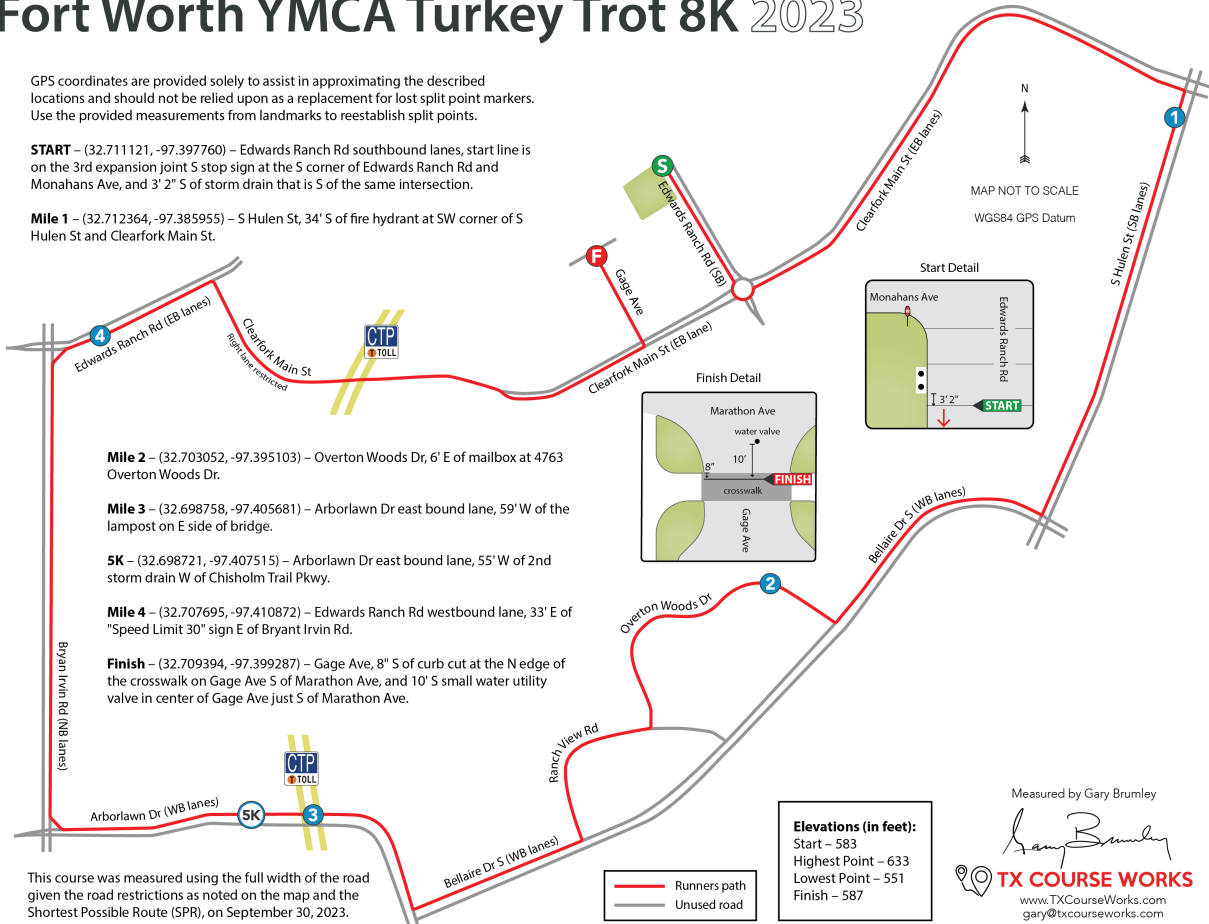 Fort Worth YMCA Turkey Trot 8K 2023
GPS coordinates are provided solely to assist in approximating the described
locations and should not be relied upon as a replacement for lost split point markers.
Use the provided measurements from landmarks to reestablish split points.
START – (32.711121, -97.397760) – Edwards Ranch Rd southbound lanes, start line is
on the 3rd expansion joint S stop sign at the S corner of Edwards Ranch Rd and
Monahans Ave, and 3' 2" S of storm drain that is S of the same intersection.
Mile 1 – (32.712364, -97.385955) – S Hulen St, 34' S of fire hydrant at SW corner of S
Hulen St and Clearfork Main St.
S
Edwards Ranch Rd (SB)
F
Gage Ave
Clearfork Main St (EB lane)
Clearfork Main St (EB lanes)
N
MAP NOT TO SCALE
WGS84 GPS Datum
1
S Hulen St (SB lanes)
4
Edwards Ranch Rd (EB lanes)
Clearfork Main St
Right lane restricted
CTP
T TOLL
Start Detail
Monahans Ave
Edwards Ranch Rd
3' 2"
START
Finish Detail
Marathon Ave
water valve
10'
8"
FINISH
crosswalk
Gage Ave
Mile 2 – (32.703052, -97.395103) – Overton Woods Dr, 6' E of mailbox at 4763
Overton Woods Dr.
Mile 3 – (32.698758, -97.405681) – Arborlawn Dr east bound lane, 59' W of the
lampost on E side of bridge.
5K – (32.698721, -97.407515) – Arborlawn Dr east bound lane, 55' W of 2nd
storm drain W of Chisholm Trail Pkwy.
Mile 4 – (32.707695, -97.410872) – Edwards Ranch Rd westbound lane, 33' E of
"Speed Limit 30" sign E of Bryant Irvin Rd.
Finish – (32.709394, -97.399287) – Gage Ave, 8" S of curb cut at the N edge of
the crosswalk on Gage Ave S of Marathon Ave, and 10' S small water utility
valve in center of Gage Ave just S of Marathon Ave.
Bellaire Dr S (WB lanes)
2
Overton Woods Dr
Ranch View Rd
Bryan Irvin Rd (NB lanes)
CTP
T TOLL
Arborlawn Dr (WB lanes)
5K
3
Bellaire Dr S (WB lanes)
This course was measured using the full width of the road
given the road restrictions as noted on the map and the
Shortest Possible Route (SPR), on September 30, 2023.
Runners path
Unused road
Elevations (in feet):
Start – 583
Highest Point – 633
Lowest Point – 551
Finish – 587
Measured by Gary Brumley
Gary Brumley
TX COURSE WORKS
www.TXCourseWorks.com
gary@txcourseworks.com